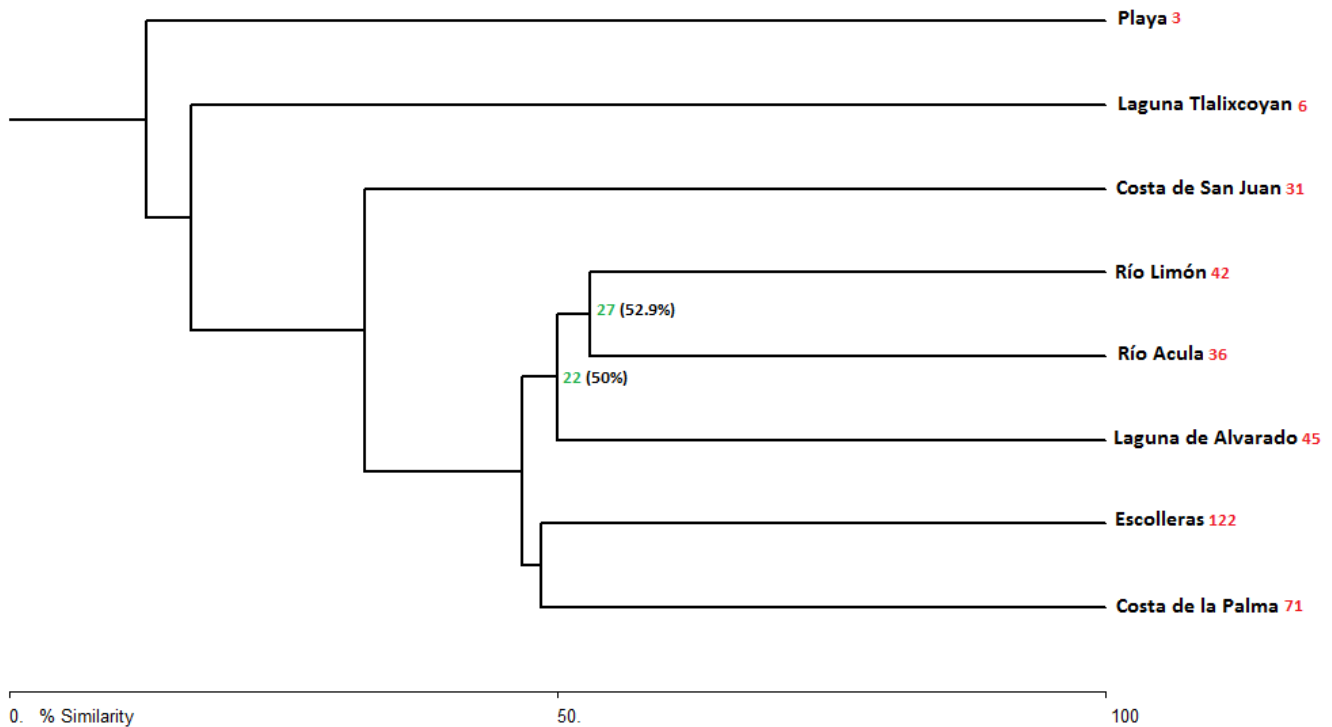 Playa 3
Laguna Tlalixcoyan 6
Costa de San Juan 31
Río Limón 42
27 (52.9%)
Río Acula 36
22 (50%)
Laguna de Alvarado 45
Escolleras 122
Costa de la Palma 71
0. % Similarity 50. 100